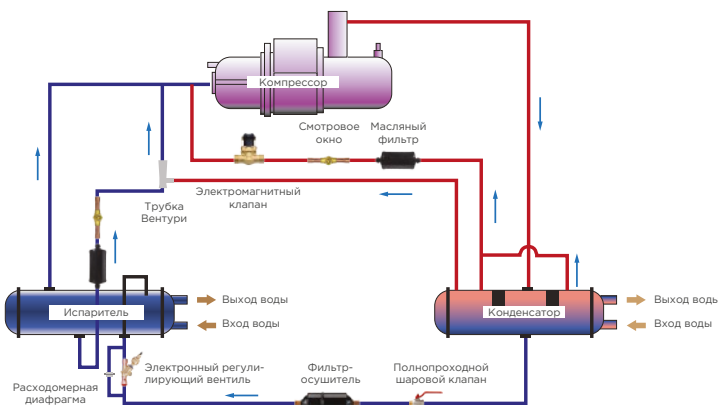 Компрессор
Смотровое
окно
Масляный
фильтр
Электромагнитный
клапан
Трубка
Вентури
Испаритель
Выход воды
Вход воды
Конденсатор
Выход водь
Вход воды
Электронный регули-
лирующий вентиль
Фильтр-
осушитель
Полнопроходной
шаровой клапан
Расходомерная
диафрагма